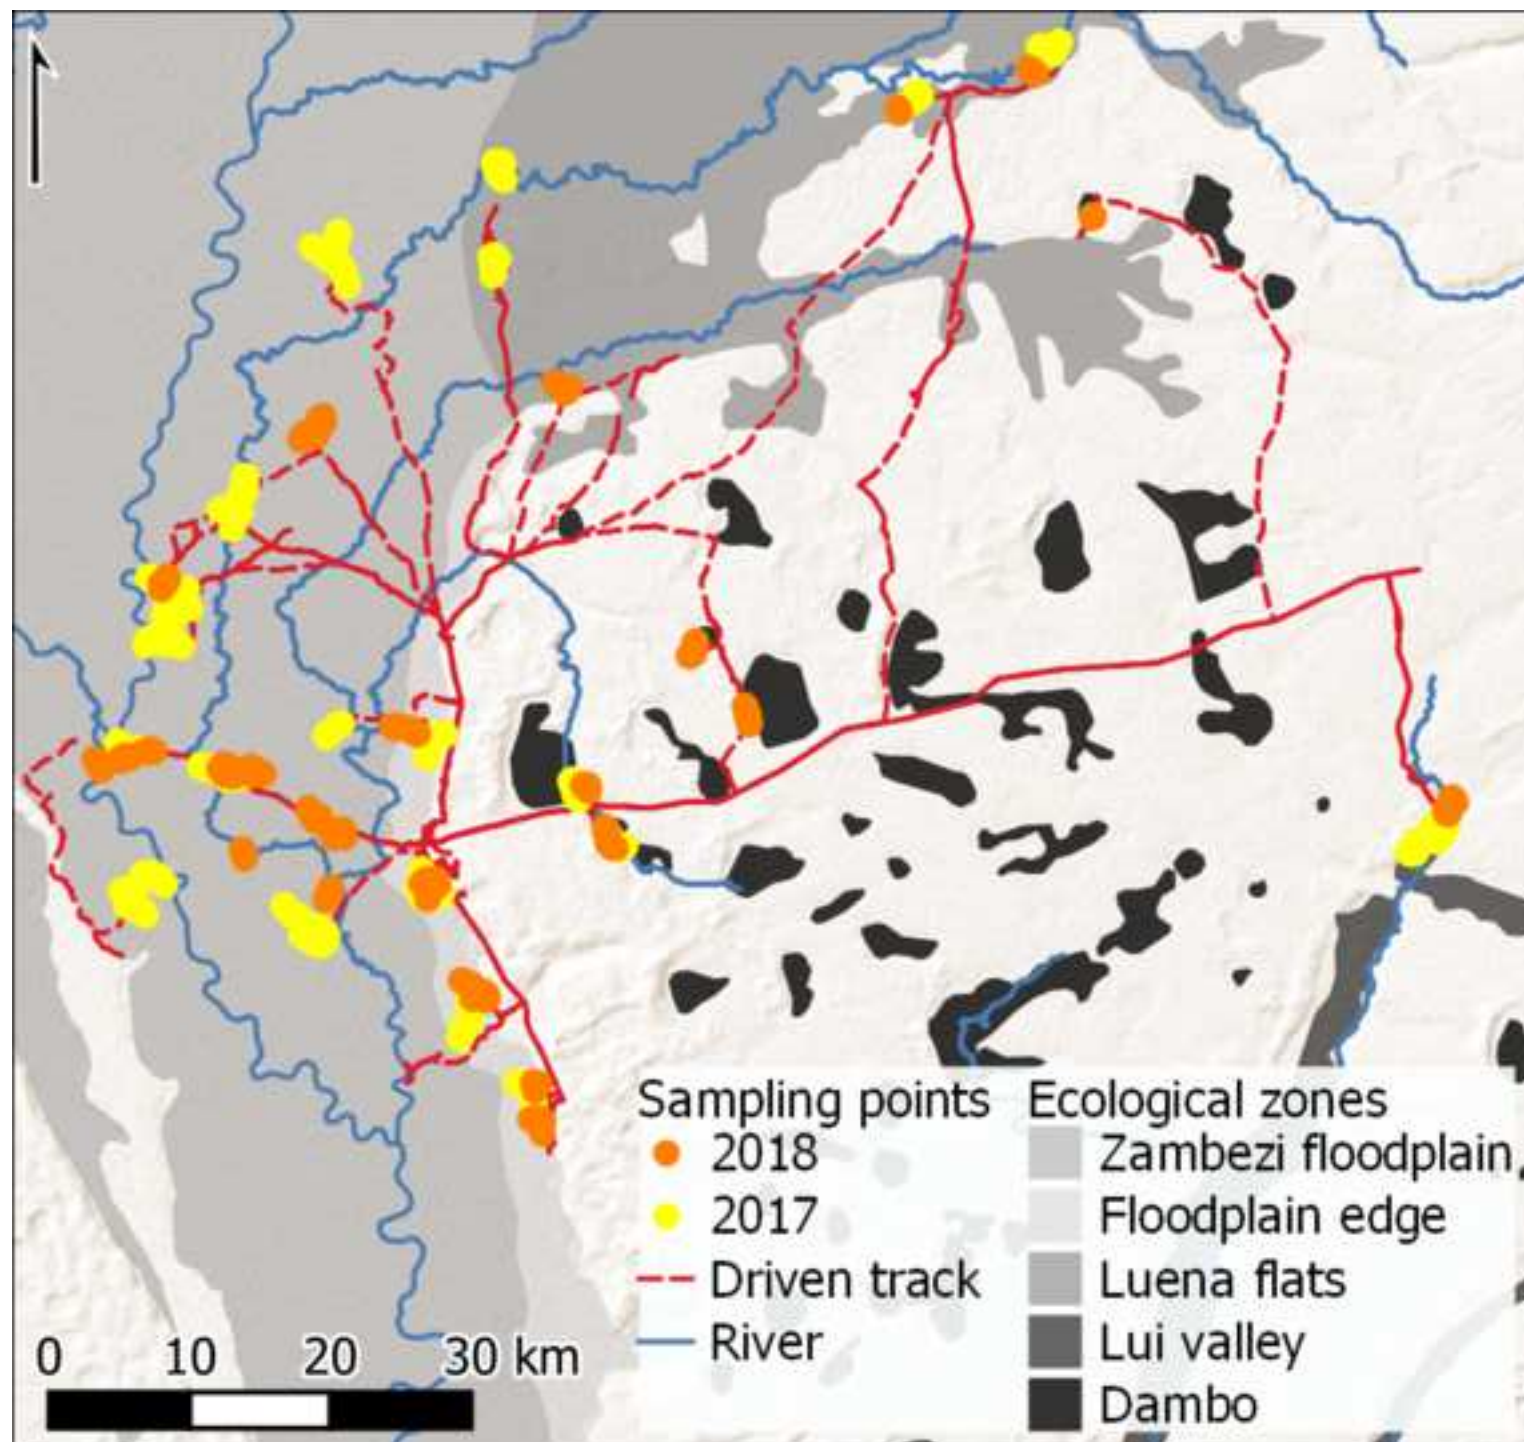 Sampling points
2018
2017
Driven track
River
Ecological zones
Zambezi floodplain
Floodplain edge
Luena flats
Lui valley
Dambo
0 10 20 30 km